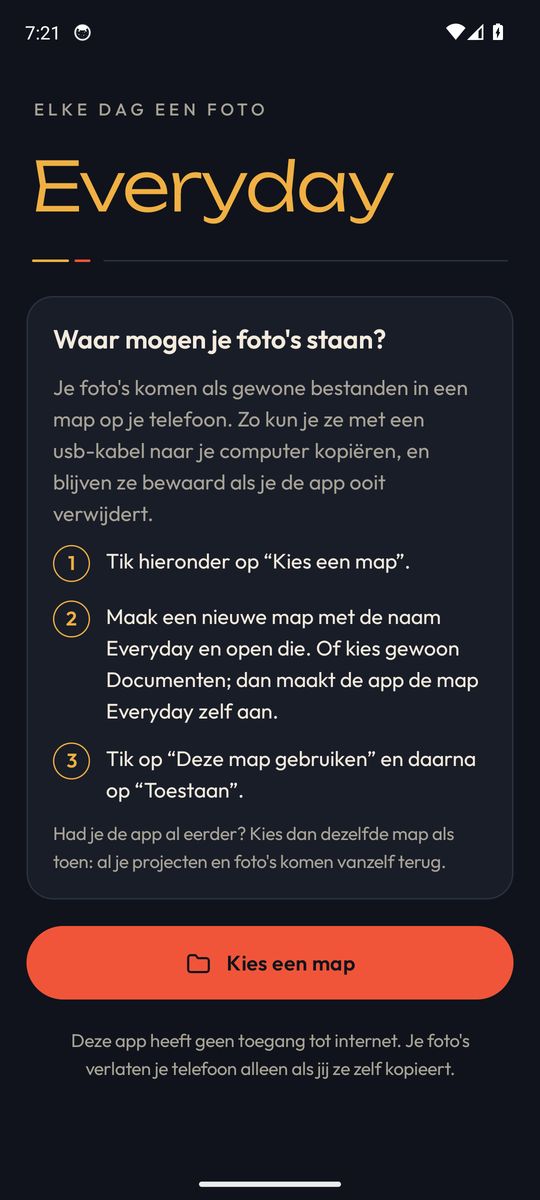 7:21
ELKE DAG EEN FOTO
Everyday
Waar mogen je foto's staan?
Je foto's komen als gewone bestanden in een
map op je telefoon. Zo kun je ze met een
usb-kabel naar je computer kopiëren, en
blijven ze bewaard als je de app ooit
verwijdert.
1 Tik hieronder op “Kies een map”.
2 Maak een nieuwe map met de naam
Everyday en open die. Of kies gewoon
Documenten; dan maakt de app de map
Everyday zelf aan.
3 Tik op “Deze map gebruiken” en daarna
op “Toestaan”.
Had je de app al eerder? Kies dan dezelfde map als
toen: al je projecten en foto's komen vanzelf terug.
Kies een map
Deze app heeft geen toegang tot internet. Je foto's
verlaten je telefoon alleen als jij ze zelf kopieert.